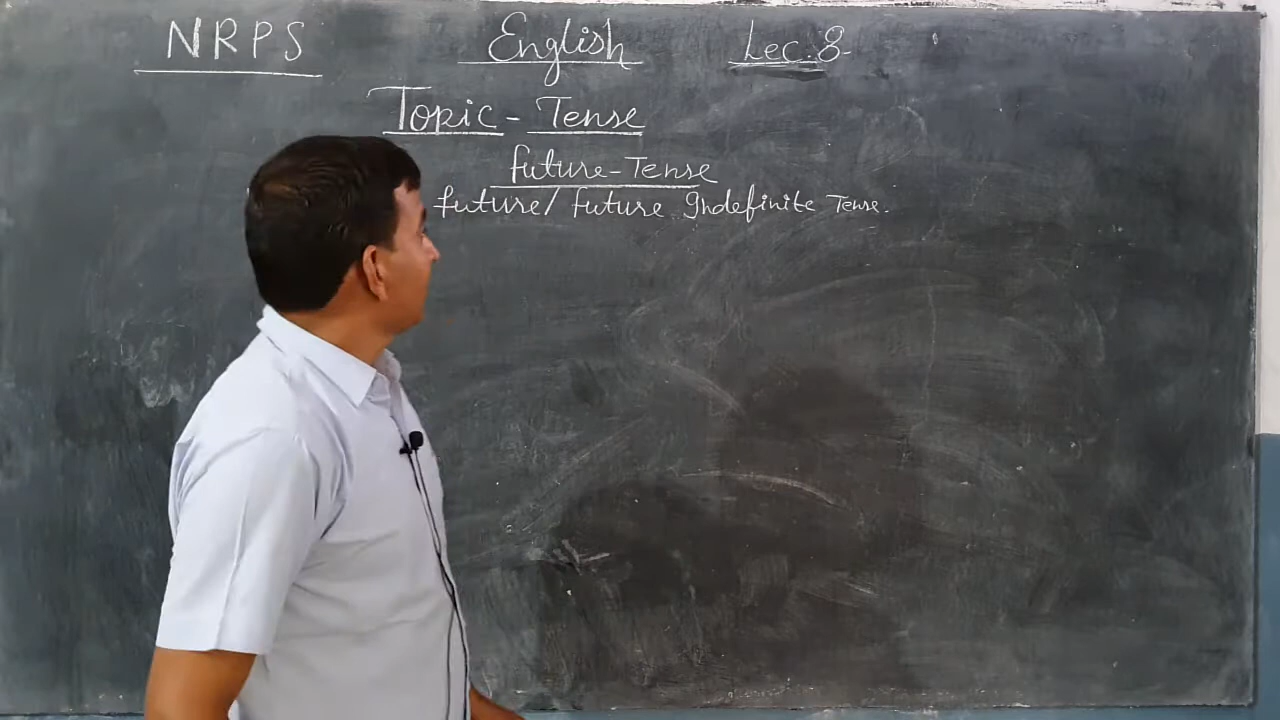 NRPS English Lec. 8
Topic - Tense
future-Tense
future/ future Indefinite Tense.